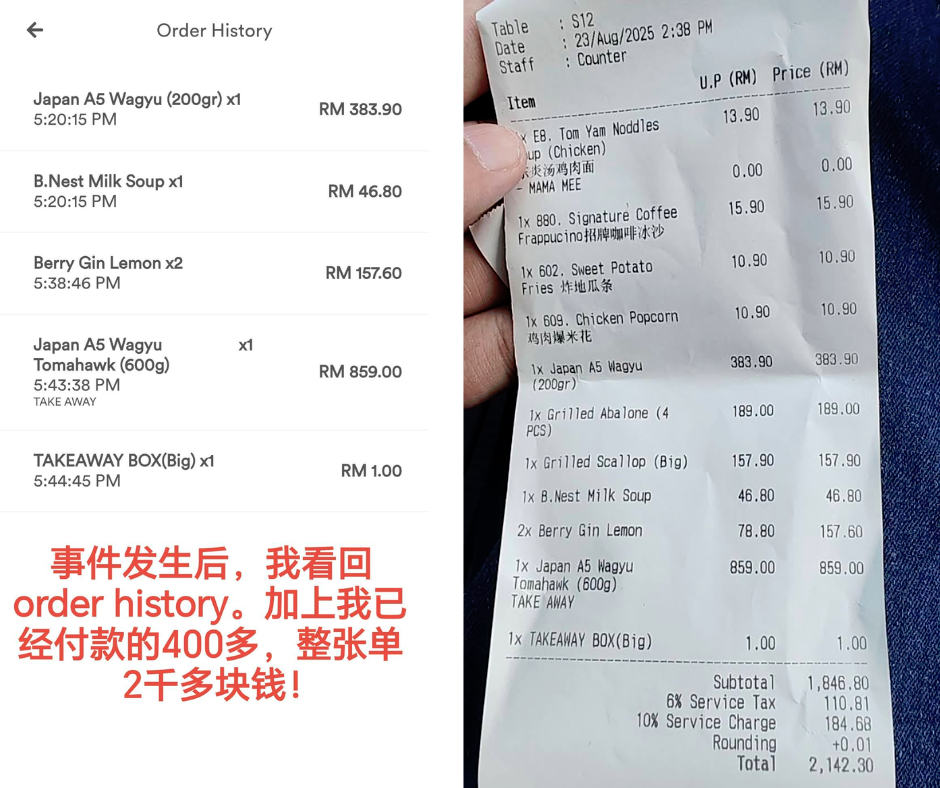 Order History
Japan A5 Wagyu (200gr) x1
5:20:15 PM
RM 383.90
B.Nest Milk Soup x1
5:20:15 PM
RM 46.80
Berry Gin Lemon x2
5:38:46 PM
RM 157.60
Japan A5 Wagyu x1
Tomahawk (600g)
5:43:38 PM
TAKE AWAY
RM 859.00
TAKEAWAY BOX(Big) x1
5:44:45 PM
RM 1.00
事件发生后，我看回
order history。加上我已
经付款的400多，整张单
2千多块钱！
Table : S12
Date : 23/Aug/2025 2:38 PM
Staff : Counter
Item U.P (RM) Price (RM)
E8. Tom Yam Noddles 13.90 13.90
(Chicken)
汤鸡肉面
- MAMA MEE 0.00 0.00
1x 880. Signature Coffee 15.90 15.90
Frappucino招牌咖啡冰沙
1x 602. Sweet Potato 10.90 10.90
Fries 炸地瓜条
1x 609. Chicken Popcorn 10.90 10.90
鸡肉爆米花
1x Japan A5 Wagyu 383.90 383.90
(200gr)
1x Grilled Abalone (4 189.00 189.00
PCS)
1x Grilled Scallop (Big) 157.90 157.90
1x B.Nest Milk Soup 46.80 46.80
2x Berry Gin Lemon 78.80 157.60
1x Japan A5 Wagyu 859.00 859.00
Tomahawk (600g)
TAKE AWAY
1x TAKEAWAY BOX(Big) 1.00 1.00
Subtotal 1,846.80
6% Service Tax 110.81
10% Service Charge 184.68
Rounding +0.01
Total 2,142.30